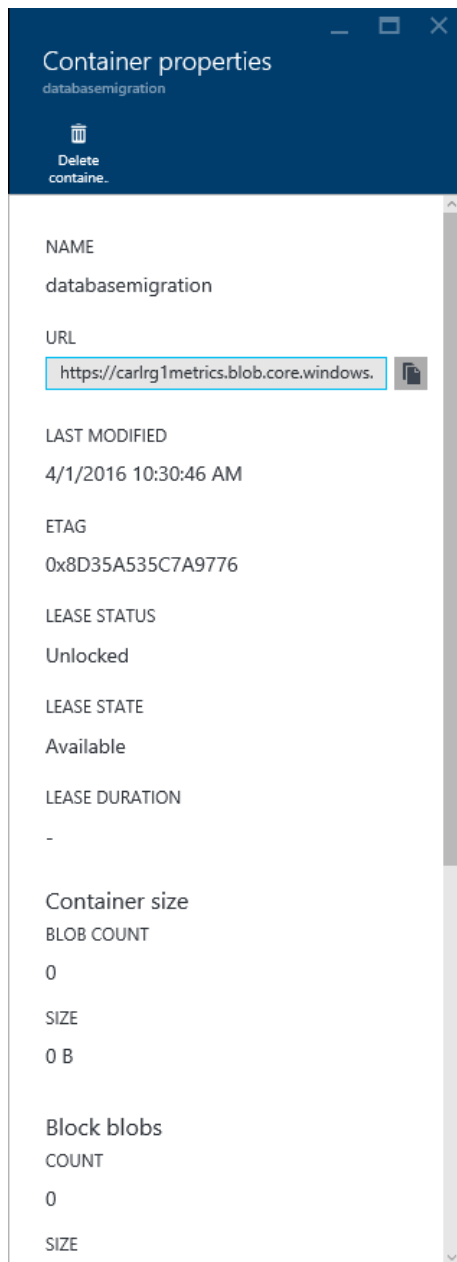 Container properties
databasemigration
Delete
containe..
NAME
databasemigration
URL
https://carlrg1metrics.blob.core.windows.
LAST MODIFIED
4/1/2016 10:30:46 AM
ETAG
0x8D35A535C7A9776
LEASE STATUS
Unlocked
LEASE STATE
Available
LEASE DURATION
-
Container size
BLOB COUNT
0
SIZE
0 B
Block blobs
COUNT
0
SIZE